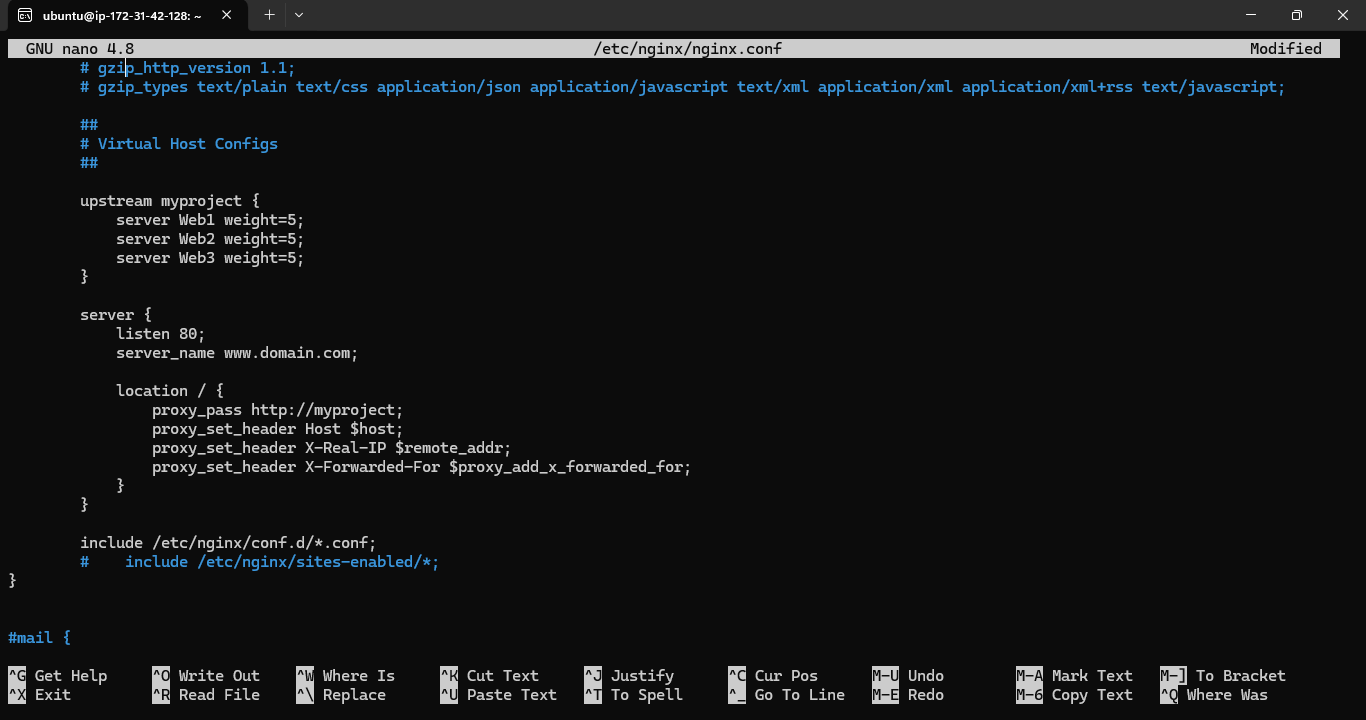 ubuntu@ip-172-31-42-128: ~
GNU nano 4.8 /etc/nginx/nginx.conf Modified
# gzip_http_version 1.1;
# gzip_types text/plain text/css application/json application/javascript text/xml application/xml application/xml+rss text/javascript;
##
# Virtual Host Configs
##
upstream myproject {
server Web1 weight=5;
server Web2 weight=5;
server Web3 weight=5;
}
server {
listen 80;
server_name www.domain.com;
location / {
proxy_pass http://myproject;
proxy_set_header Host $host;
proxy_set_header X-Real-IP $remote_addr;
proxy_set_header X-Forwarded-For $proxy_add_x_forwarded_for;
}
}
include /etc/nginx/conf.d/*.conf;
#    include /etc/nginx/sites-enabled/*;
}
#mail {
^G Get Help ^O Write Out ^W Where Is ^K Cut Text ^J Justify ^C Cur Pos M-U Undo M-A Mark Text M-] To Bracket
^X Exit ^R Read File ^\ Replace ^U Paste Text ^T To Spell ^_ Go To Line M-E Redo M-6 Copy Text ^Q Where Was